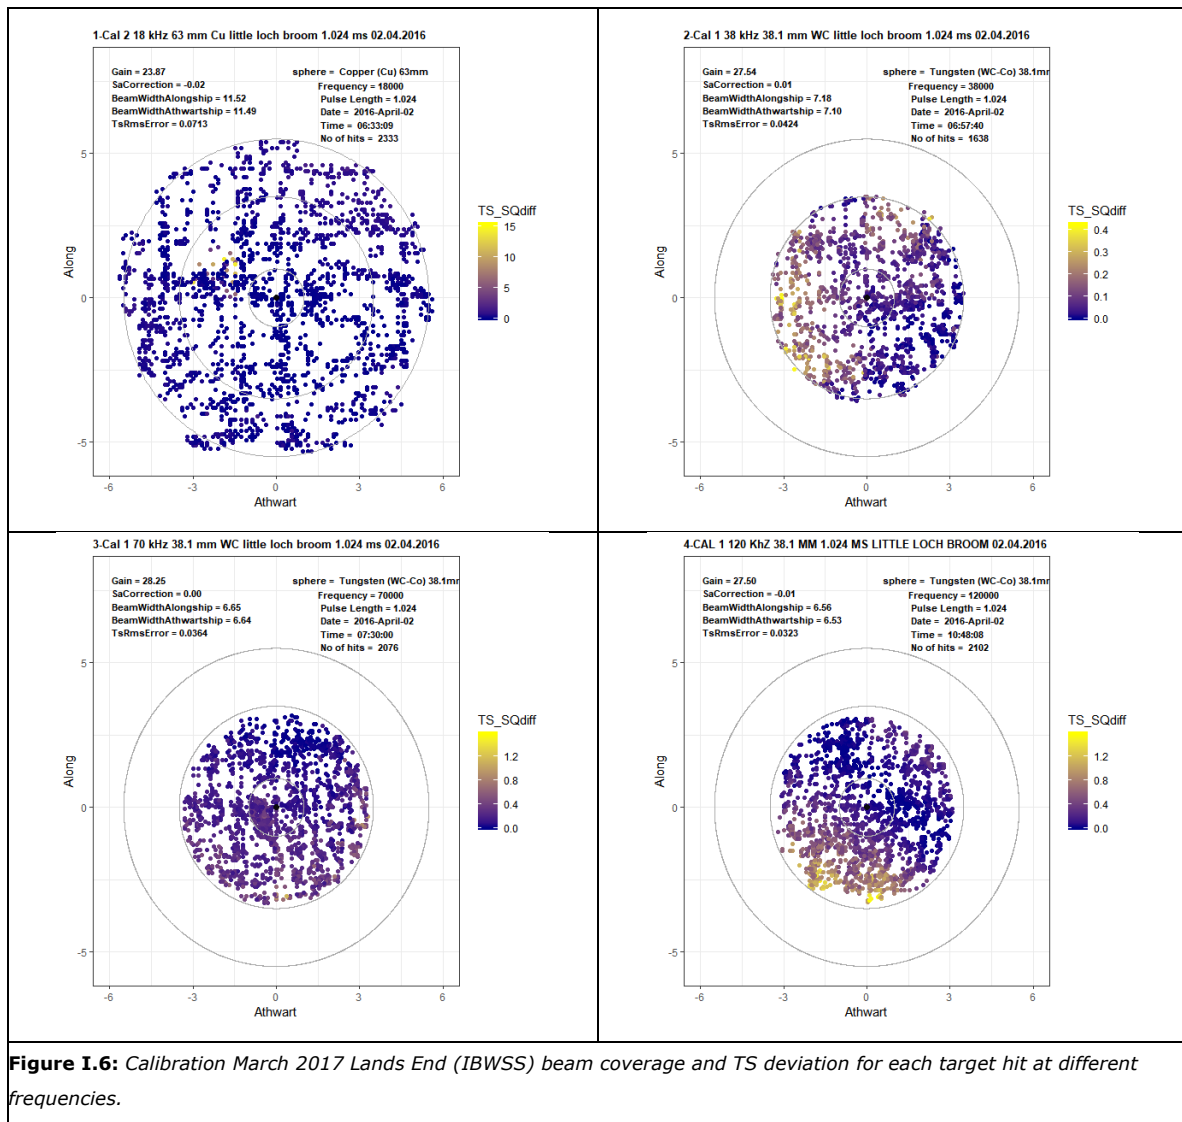 1-Cal 2 18 kHz 63 mm Cu little loch broom 1.024 ms 02.04.2016
Gain = 23.87
SaCorrection = -0.02
BeamWidthAlongship = 11.52
BeamWidthAthwartship = 11.49
TsRmsError = 0.0713
sphere = Copper (Cu) 63mm
Frequency = 18000
Pulse Length = 1.024
Date = 2016-April-02
Time = 06:33:09
No of hits = 2333
5
0
-5
Along
-6 -3 0 3 6
Athwart
TS_SQdiff
15
10
5
0
2-Cal 1 38 kHz 38.1 mm WC little loch broom 1.024 ms 02.04.2016
Gain = 27.54
SaCorrection = 0.01
BeamWidthAlongship = 7.18
BeamWidthAthwartship = 7.10
TsRmsError = 0.0424
sphere = Tungsten (WC-Co) 38.1mr
Frequency = 38000
Pulse Length = 1.024
Date = 2016-April-02
Time = 06:57:40
No of hits = 1638
5
0
-5
Along
-6 -3 0 3 6
Athwart
TS_SQdiff
0.4
0.3
0.2
0.1
0.0
3-Cal 1 70 kHz 38.1 mm WC little loch broom 1.024 ms 02.04.2016
Gain = 28.25
SaCorrection = 0.00
BeamWidthAlongship = 6.65
BeamWidthAthwartship = 6.64
TsRmsError = 0.0364
sphere = Tungsten (WC-Co) 38.1mr
Frequency = 70000
Pulse Length = 1.024
Date = 2016-April-02
Time = 07:30:00
No of hits = 2076
5
0
-5
Along
-6 -3 0 3 6
Athwart
TS_SQdiff
1.2
0.8
0.4
0.0
4-CAL 1 120 KhZ 38.1 MM 1.024 MS LITTLE LOCH BROOM 02.04.2016
Gain = 27.50
SaCorrection = -0.01
BeamWidthAlongship = 6.56
BeamWidthAthwartship = 6.53
TsRmsError = 0.0323
sphere = Tungsten (WC-Co) 38.1mr
Frequency = 120000
Pulse Length = 1.024
Date = 2016-April-02
Time = 10:48:08
No of hits = 2102
5
0
-5
Along
-6 -3 0 3 6
Athwart
TS_SQdiff
1.2
0.8
0.4
0.0
Figure I.6: Calibration March 2017 Lands End (IBWSS) beam coverage and TS deviation for each target hit at different
frequencies.